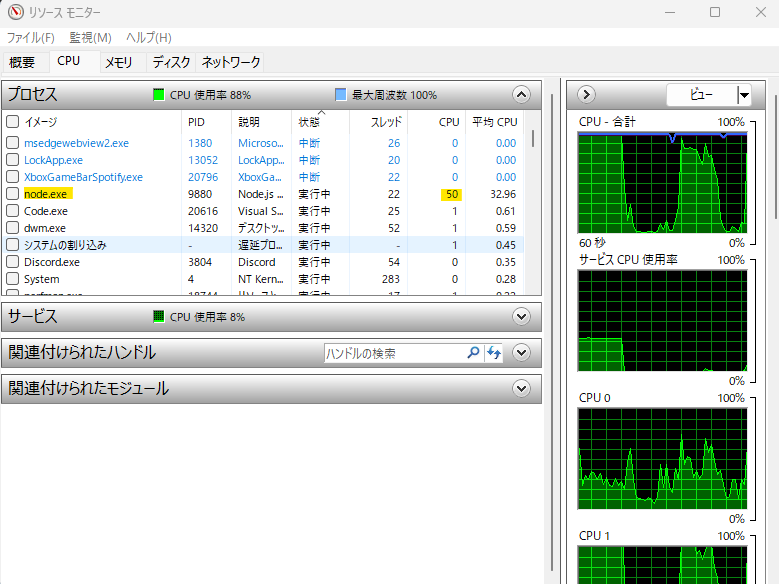 リソース モニター
ファイル(F) 監視(M) ヘルプ(H)
概要 CPU メモリ ディスク ネットワーク
プロセス CPU 使用率 88% 最大周波数 100%
イメージ PID 説明 状態 スレッド CPU 平均 CPU
msedgewebview2.exe 1380 Microso... 中断 26 0 0.00
LockApp.exe 13052 LockApp... 中断 20 0 0.00
XboxGameBarSpotify.exe 20796 XboxGa... 中断 22 0 0.00
node.exe 9880 Node.js ... 実行中 22 50 32.96
Code.exe 20616 Visual S... 実行中 25 1 0.61
dwm.exe 14320 デスクトッ... 実行中 52 1 0.59
システムの割り込み - 遅延プロ... 実行中 - 1 0.45
Discord.exe 3804 Discord 実行中 54 0 0.35
System 4 NT Kern... 実行中 283 0 0.28
サービス CPU 使用率 8%
関連付けられたハンドル ハンドルの検索
関連付けられたモジュール
ビュー
CPU - 合計 100%
60 秒 0%
サービス CPU 使用率 100%
0%
CPU 0 100%
0%
CPU 1 100%